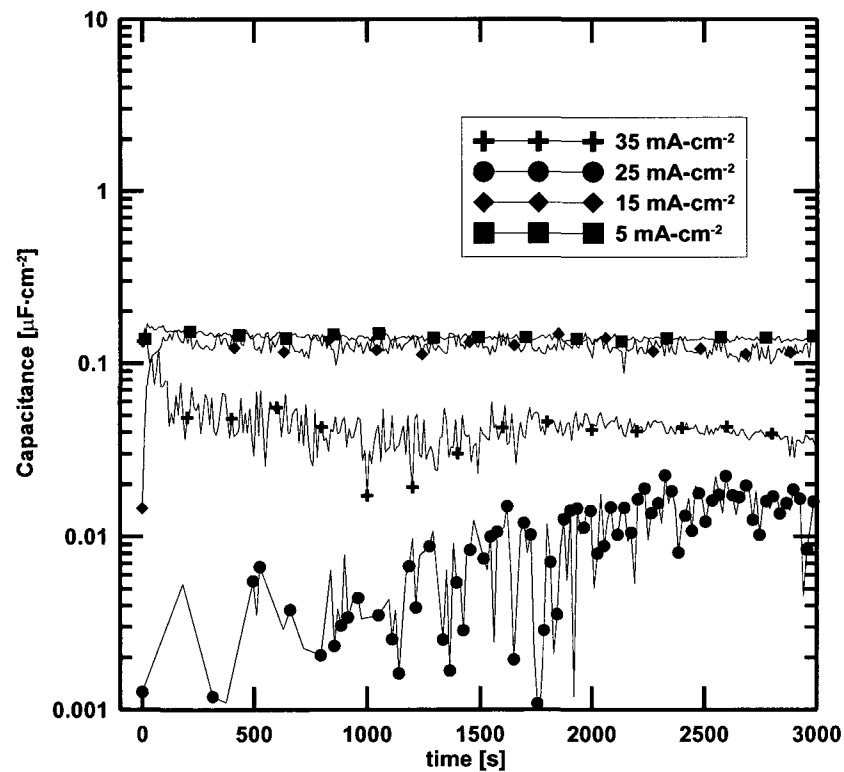 10
1
0.1
0.01
0.001
Capacitance [μF·cm⁻²]
35 mA-cm⁻²
25 mA-cm⁻²
15 mA-cm⁻²
5 mA-cm⁻²
0 500 1000 1500 2000 2500 3000
time [s]